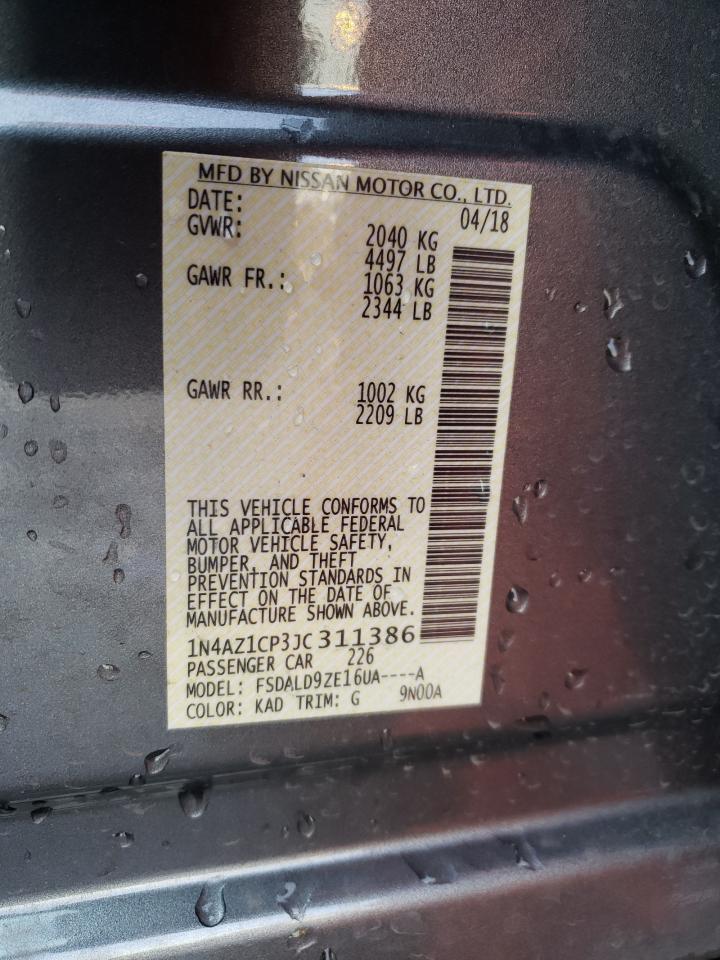 MFD BY NISSAN MOTOR CO., LTD.
DATE: 04/18
GVWR: 2040 KG
4497 LB
GAWR FR.: 1063 KG
2344 LB
GAWR RR.: 1002 KG
2209 LB
THIS VEHICLE CONFORMS TO
ALL APPLICABLE FEDERAL
MOTOR VEHICLE SAFETY,
BUMPER, AND THEFT
PREVENTION STANDARDS IN
EFFECT ON THE DATE OF
MANUFACTURE SHOWN ABOVE.
1N4AZ1CP3JC311386
PASSENGER CAR 226
MODEL: FSDALD9ZE16UA----A
COLOR: KAD TRIM: G 9N00A